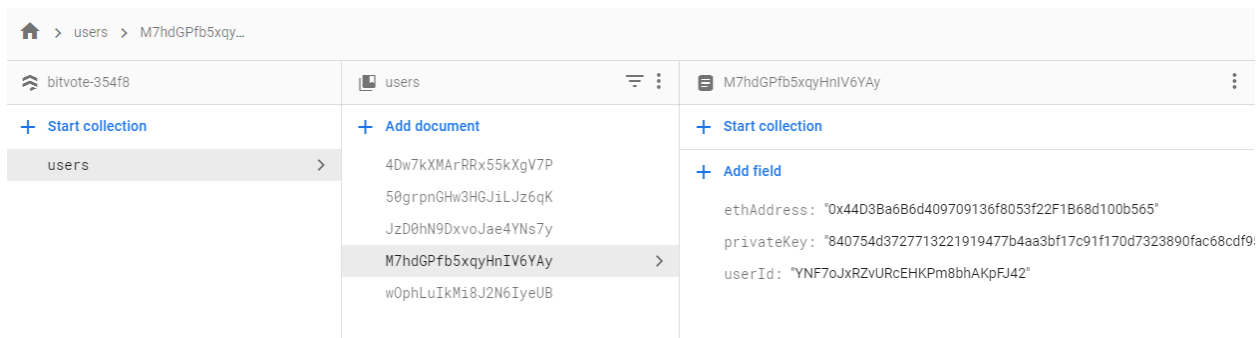 users > M7hdGPfb5xqy…
bitvote-354f8
users
M7hdGPfb5xqyHnIV6YAy
+ Start collection
+ Add document
+ Start collection
users
4Dw7kXMArRRx55kXgV7P
50grpnGHw3HGJiLJz6qK
JzD0hN9DxvoJae4YNs7y
M7hdGPfb5xqyHnIV6YAy
wOphLuIkMi8J2N6IyeUB
+ Add field
ethAddress: "0x44D3Ba6B6d409709136f8053f22F1B68d100b565"
privateKey: "840754d3727713221919477b4aa3bf17c91f170d7323890fac68cdf9
userId: "YNF7oJxRZvURcEHKPm8bhAKpFJ42"